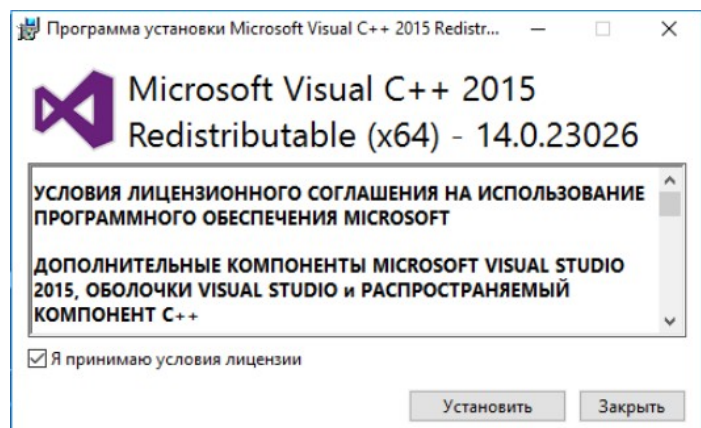 Программа установки Microsoft Visual C++ 2015 Redistr...
Microsoft Visual C++ 2015
Redistributable (x64) - 14.0.23026
УСЛОВИЯ ЛИЦЕНЗИОННОГО СОГЛАШЕНИЯ НА ИСПОЛЬЗОВАНИЕ
ПРОГРАММНОГО ОБЕСПЕЧЕНИЯ MICROSOFT
ДОПОЛНИТЕЛЬНЫЕ КОМПОНЕНТЫ MICROSOFT VISUAL STUDIO
2015, ОБОЛОЧКИ VISUAL STUDIO и РАСПРОСТРАНЯЕМЫЙ
КОМПОНЕНТ C++
Я принимаю условия лицензии
Установить Закрыть